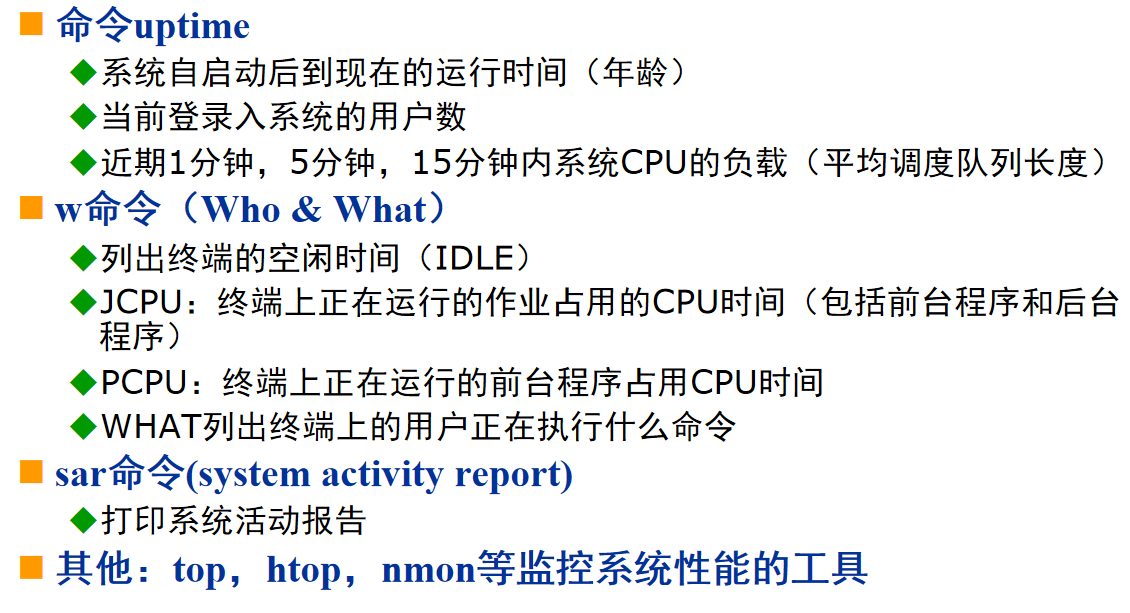 命令uptime
系统自启动后到现在的运行时间（年龄）
当前登录入系统的用户数
近期1分钟，5分钟，15分钟内系统CPU的负载（平均调度队列长度）
w命令（Who & What）
列出终端的空闲时间（IDLE）
JCPU：终端上正在运行的作业占用的CPU时间（包括前台程序和后台
程序）
PCPU：终端上正在运行的前台程序占用CPU时间
WHAT列出终端上的用户正在执行什么命令
sar命令(system activity report)
打印系统活动报告
其他：top，htop，nmon等监控系统性能的工具